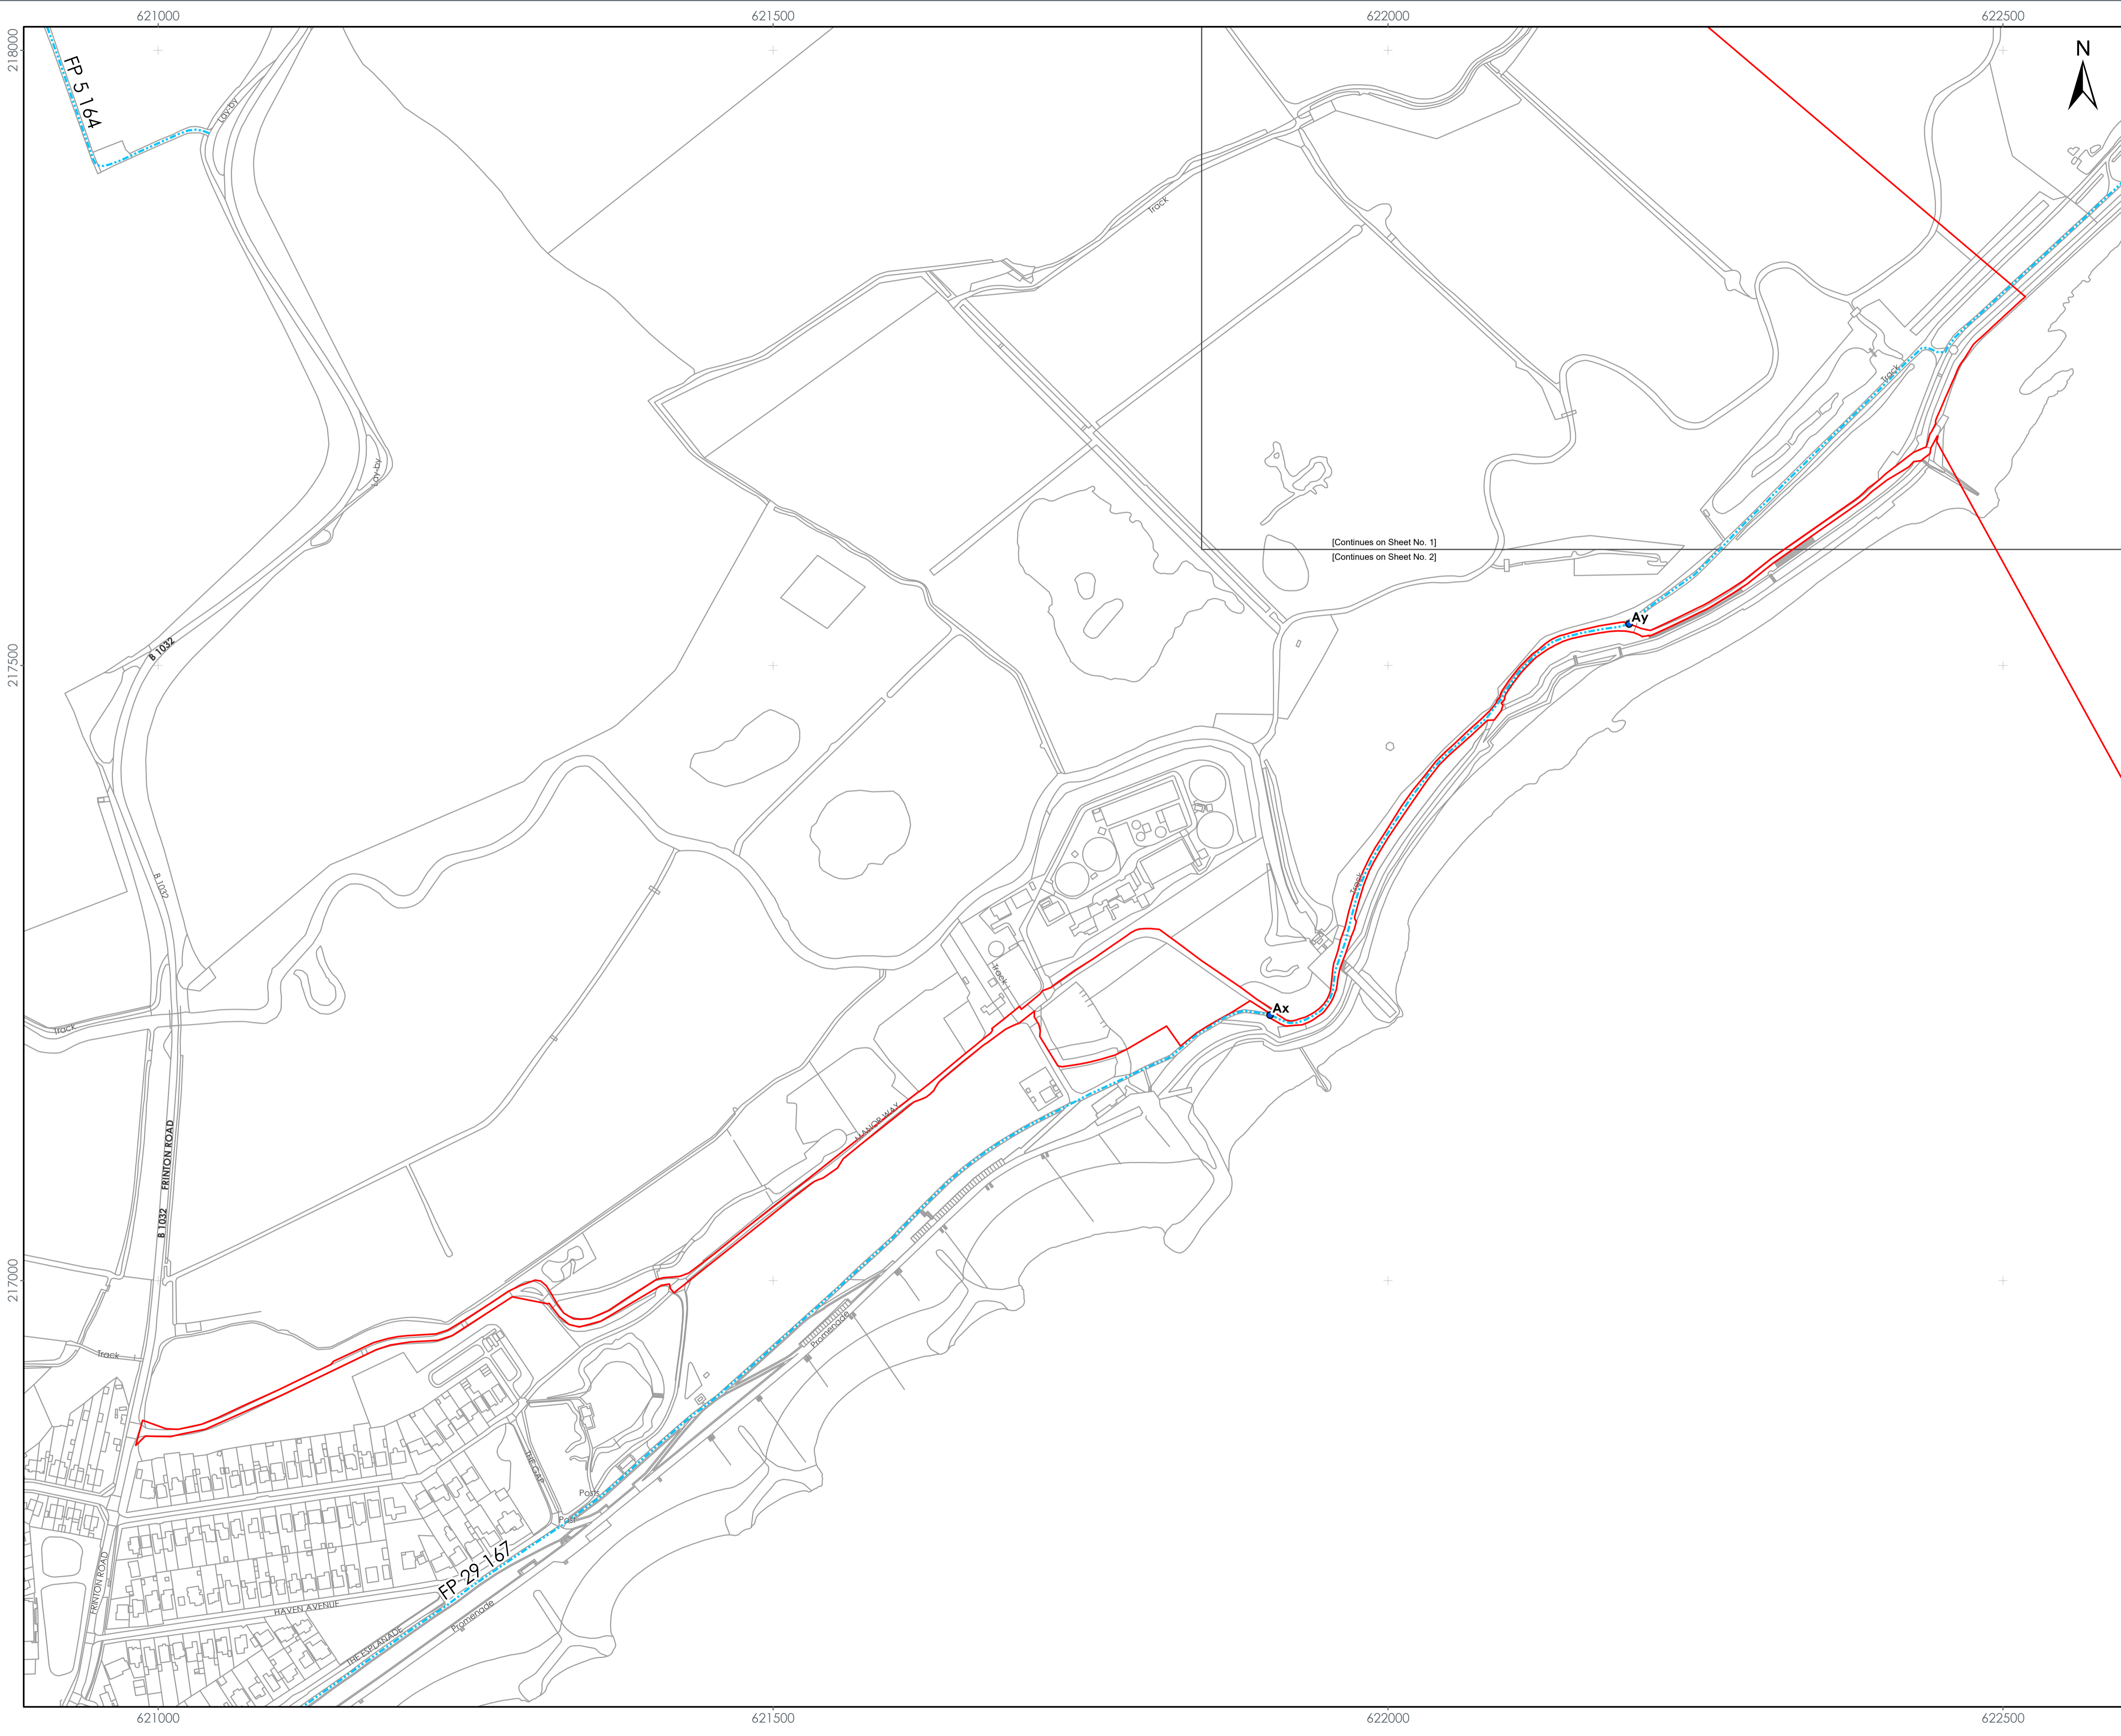 621000
621500
622000
622500
218000
N
FP 5 164
Lay-by
Track
Lay-by
Track
[Continues on Sheet No. 1]
[Continues on Sheet No. 2]
Ay
B 1032
217500
B 1032
Track
Track
Ax
Track
MANOR WAY
FRINTON ROAD
B 1032
217000
Promenade
Track
THE GAP
Posts
Post
FP 29 167
FRINTON ROAD
HAVEN AVENUE
Promenade
THE ESPLANADE
621000
621500
622000
622500